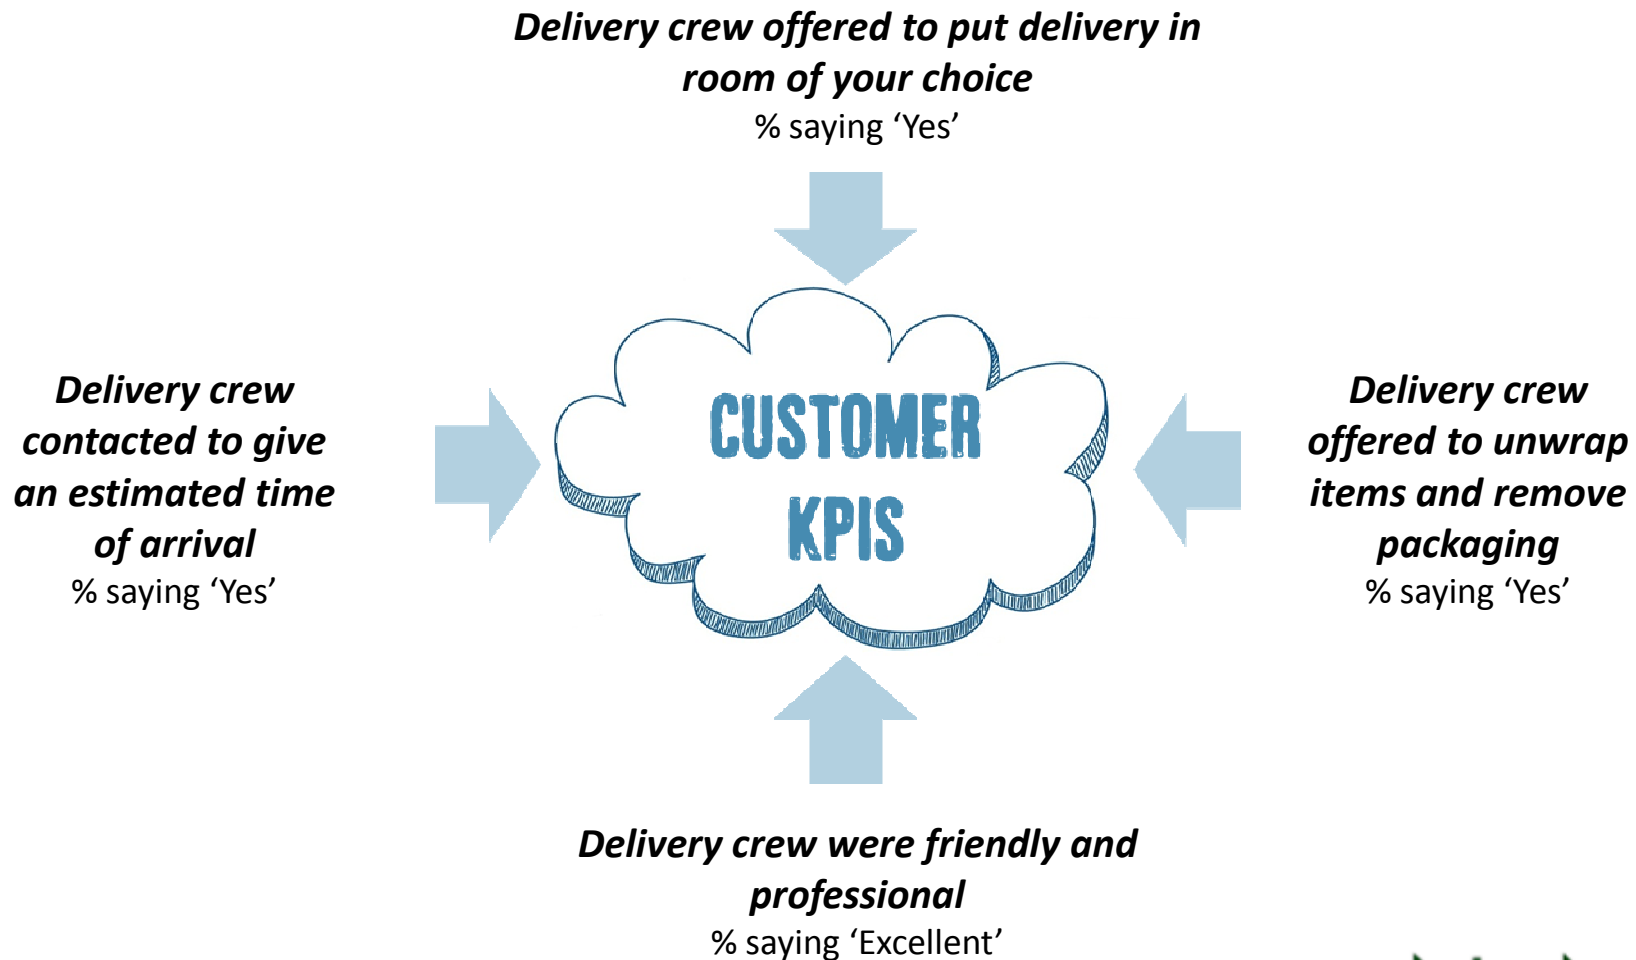 Delivery crew offered to put delivery in
room of your choice
% saying ‘Yes’
Delivery crew
contacted to give
an estimated time
of arrival
% saying ‘Yes’
CUSTOMER
KPIS
Delivery crew
offered to unwrap
items and remove
packaging
% saying ‘Yes’
Delivery crew were friendly and
professional
% saying ‘Excellent’